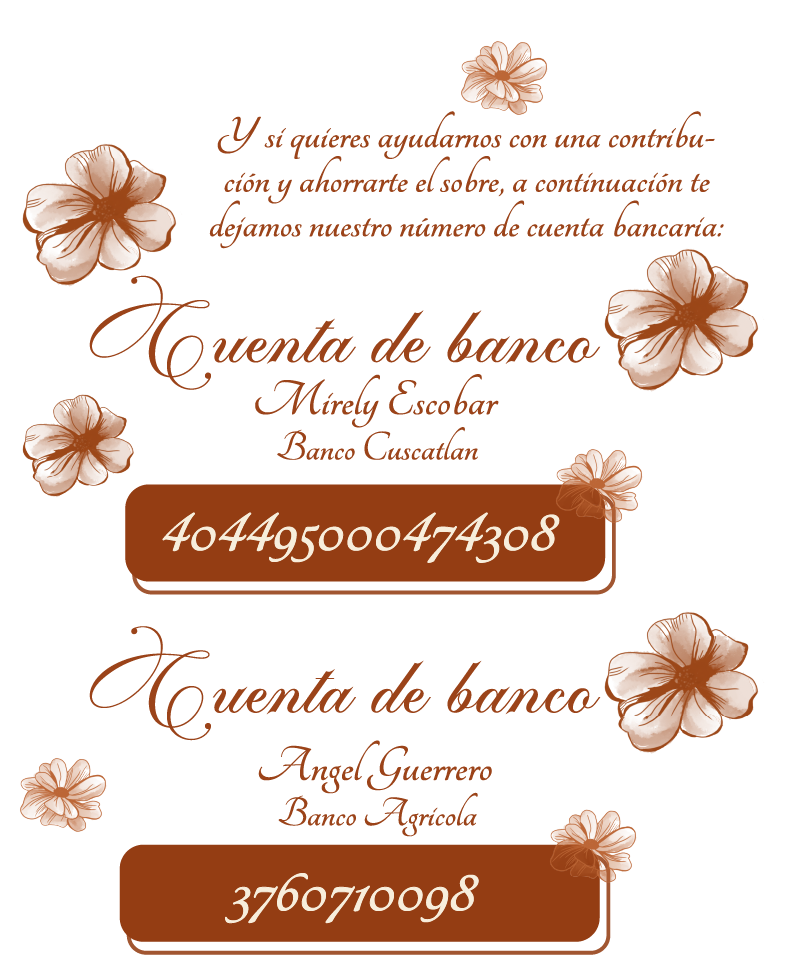 Y si quieres ayudarnos con una contribu-
ción y ahorrarte el sobre, a continuación te
dejamos nuestro número de cuenta bancaria:
Cuenta de banco
Mirely Escobar
Banco Cuscatlan
404495000474308
Cuenta de banco
Angel Guerrero
Banco Agricola
3760710098